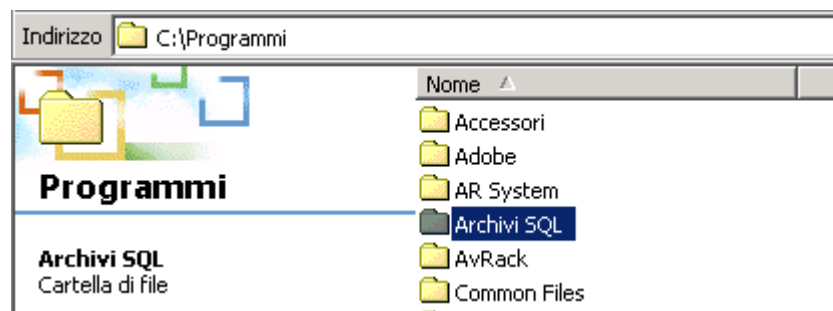 Indirizzo C:\Programmi
Nome
Programmi
Archivi SQL
Cartella di file
Accessori
Adobe
AR System
Archivi SQL
AvRack
Common Files